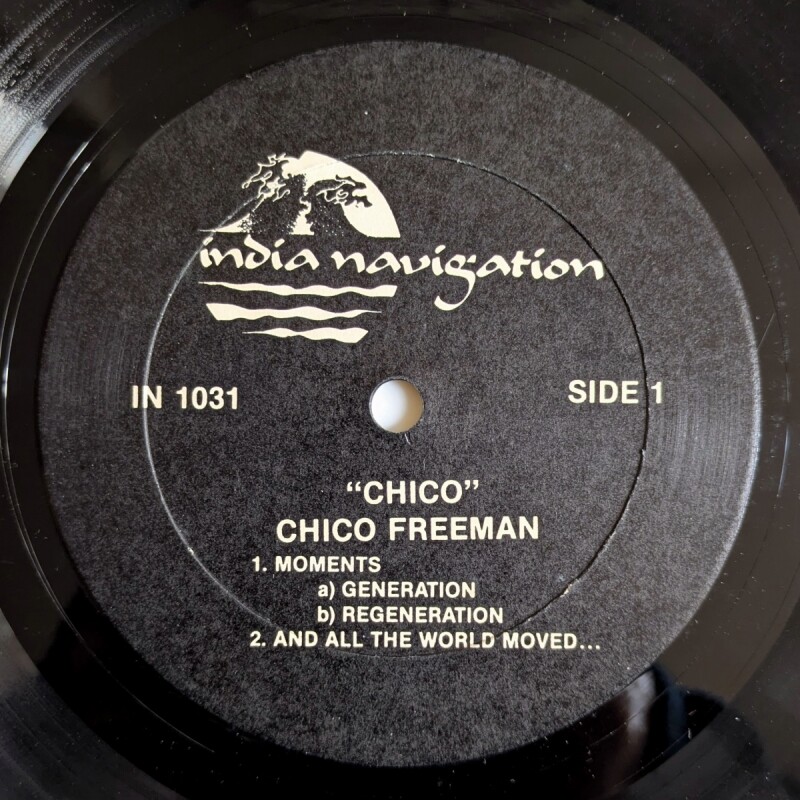 india navigation
IN 1031
SIDE 1
“CHICO”
CHICO FREEMAN
1. MOMENTS
a) GENERATION
b) REGENERATION
2. AND ALL THE WORLD MOVED...